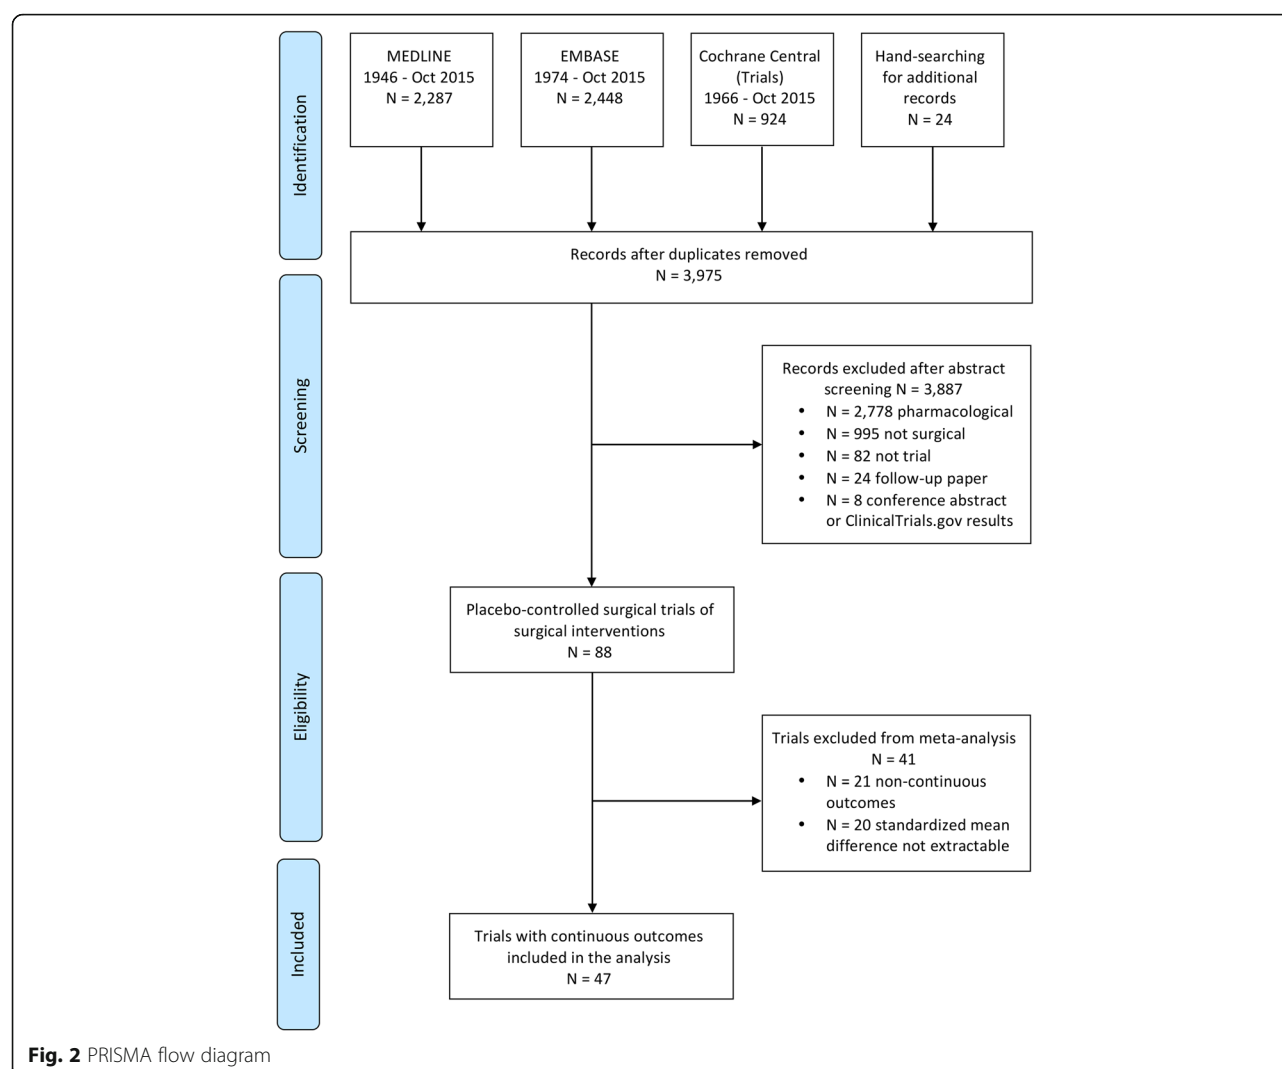 Identification
MEDLINE
1946 - Oct 2015
N = 2,287
EMBASE
1974 - Oct 2015
N = 2,448
Cochrane Central
(Trials)
1966 - Oct 2015
N = 924
Hand-searching
for additional
records
N = 24
Records after duplicates removed
N = 3,975
Screening
Records excluded after abstract
screening N = 3,887
• N = 2,778 pharmacological
• N = 995 not surgical
• N = 82 not trial
• N = 24 follow-up paper
• N = 8 conference abstract
or ClinicalTrials.gov results
Eligibility
Placebo-controlled surgical trials of
surgical interventions
N = 88
Trials excluded from meta-analysis
N = 41
• N = 21 non-continuous
outcomes
• N = 20 standardized mean
difference not extractable
Included
Trials with continuous outcomes
included in the analysis
N = 47
Fig. 2 PRISMA flow diagram